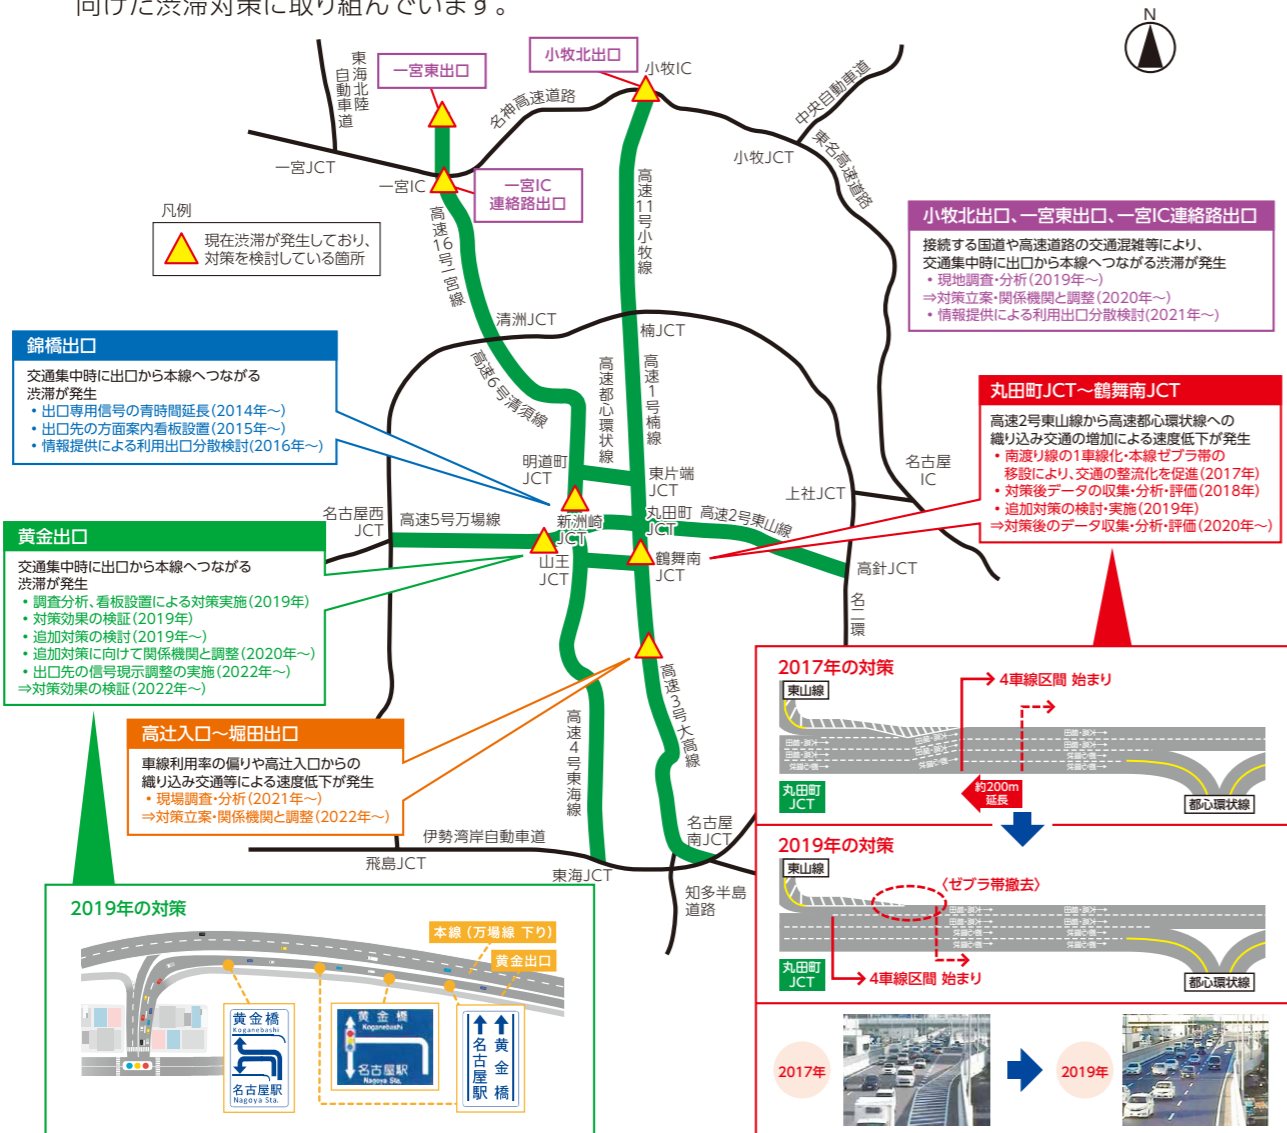 向けた渋滞対策に取り組んでいます。
N
東海北陸自動車道
一宮東出口
小牧北出口
小牧IC
名神高速道路
中央自動車道
東名高速道路
一宮JCT
小牧JCT
一宮IC
一宮IC
連絡路出口
凡例
現在渋滞が発生しており、
対策を検討している箇所
高速16号一宮線
高速11号小牧線
小牧北出口、一宮東出口、一宮IC連絡路出口
接続する国道や高速道路の交通混雑等により、
交通集中時に出口から本線へつながる渋滞が発生
・現地調査・分析(2019年～)
⇒対策立案・関係機関と調整(2020年～)
・情報提供による利用出口分散検討(2021年～)
清洲JCT
楠JCT
錦橋出口
交通集中時に出口から本線へつながる
渋滞が発生
・出口専用信号の青時間延長(2014年～)
・出口先の方面案内看板設置(2015年～)
・情報提供による利用出口分散検討(2016年～)
高速6号清須線
高速都心環状線
高速1号楠線
丸田町JCT～鶴舞南JCT
高速2号東山線から高速都心環状線への
織り込み交通の増加による速度低下が発生
・南渡り線の1車線化・本線ゼブラ帯の
移設により、交通の整流化を促進(2017年)
・対策後データの収集・分析・評価(2018年)
・追加対策の検討・実施(2019年)
⇒対策後のデータ収集・分析・評価(2020年～)
明道町
JCT
東片端
JCT
名古屋
IC
上社JCT
名古屋西
JCT
高速5号万場線
新洲崎
JCT
丸田町
JCT
高速2号東山線
山王
JCT
鶴舞南
JCT
高針JCT
名二環
黄金出口
交通集中時に出口から本線へつながる
渋滞が発生
・調査分析、看板設置による対策実施(2019年)
・対策効果の検証(2019年)
・追加対策の検討(2019年～)
・追加対策に向けて関係機関と調整(2020年～)
・出口先の信号現示調整の実施(2022年～)
⇒対策効果の検証(2022年～)
高辻入口～堀田出口
車線利用率の偏りや高辻入口からの
織り込み交通等による速度低下が発生
・現場調査・分析(2021年～)
⇒対策立案・関係機関と調整(2022年～)
高速4号東海線
高速3号大高線
名古屋
南JCT
伊勢湾岸自動車道
飛島JCT
東海JCT
知多半島
道路
2017年の対策
東山線
4車線区間 始まり
丸田町
JCT
約200m
延長
都心環状線
2019年の対策
東山線
〈ゼブラ帯撤去〉
丸田町
JCT
4車線区間 始まり
都心環状線
2017年
2019年
2019年の対策
本線（万場線 下り）
黄金出口
黄金橋
Koganebashi
名古屋駅
Nagoya Sta.
黄金橋
Koganebashi
名古屋駅
Nagoya Sta.
名古屋駅
黄金橋